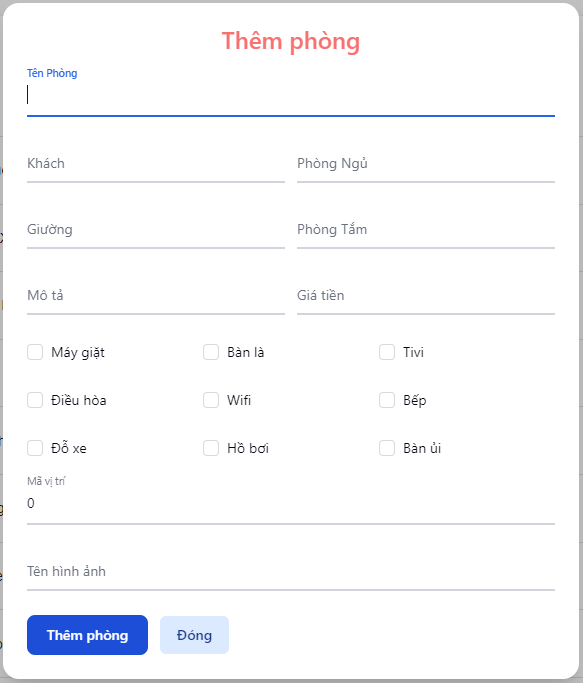 Thêm phòng
Tên Phòng
Khách Phòng Ngủ
Giường Phòng Tắm
Mô tả Giá tiền
Máy giặt Bàn là Tivi
Điều hòa Wifi Bếp
Đỗ xe Hồ bơi Bàn ủi
Mã vị trí
0
Tên hình ảnh
Thêm phòng Đóng